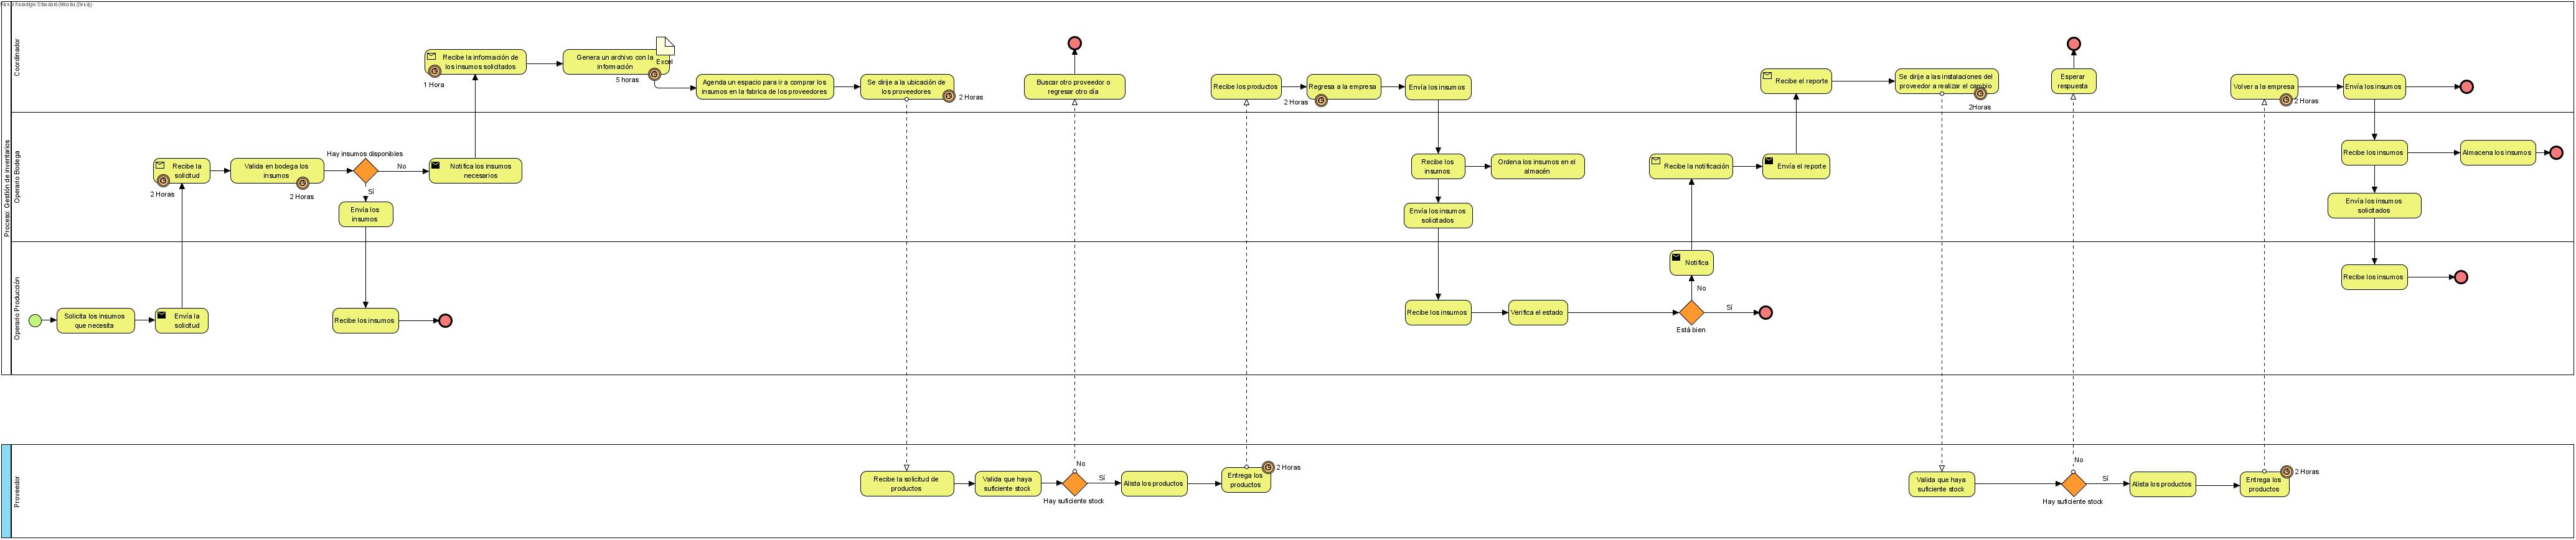 Visual Paradigm Standard (Nicolás (Seuá))
Proceso: Gestión de inventarios
Coordinador
Recibe la información de
los insumos solicitados
1 Hora
Genera un archivo con la
información
Excel
5 horas
Agenda un espacio para ir a comprar los
insumos en la fabrica de los proveedores
Se dirije a la ubicación de
los proveedores
2 Horas
Buscar otro proveedor o
regresar otro día
Recibe los productos
Regresa a la empresa
2 Horas
Envía los insumos
Recibe el reporte
Se dirije a las instalaciones del
proveedor a realizar el cambio
2Horas
Esperar
respuesta
Volver a la empresa
2 Horas
Envía los insumos
Operario Bodega
Recibe la
solicitud
2 Horas
Valida en bodega los
insumos
2 Horas
Hay insumos disponibles
No
Sí
Envía los
insumos
Notifica los insumos
necesarios
Recibe los
insumos
Ordena los insumos en el
almacén
Envía los insumos
solicitados
Recibe la notificación
Envía el reporte
Recibe los insumos
Almacena los insumos
Envía los insumos
solicitados
Operario Producción
Solicita los insumos
que necesita
Envía la
solicitud
Recibe los insumos
Recibe los insumos
Verifica el estado
Notifica
No
Sí
Está bien
Recibe los insumos
Proveedor
Recibe la solicitud de
productos
Valida que haya
suficiente stock
No
Sí
Hay suficiente stock
Alista los productos
Entrega los
productos
2 Horas
Valida que haya
suficiente stock
No
Sí
Hay suficiente stock
Alista los productos
Entrega los
productos
2 Horas